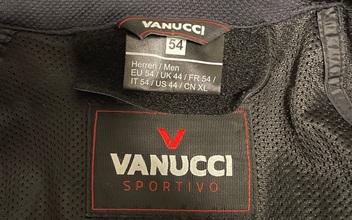 VANUCCI
54
Herren / Men
EU 54 / UK 44 / FR 54 /
IT 54 / US 44 / CN XL
VANUCCI
SPORTIVO